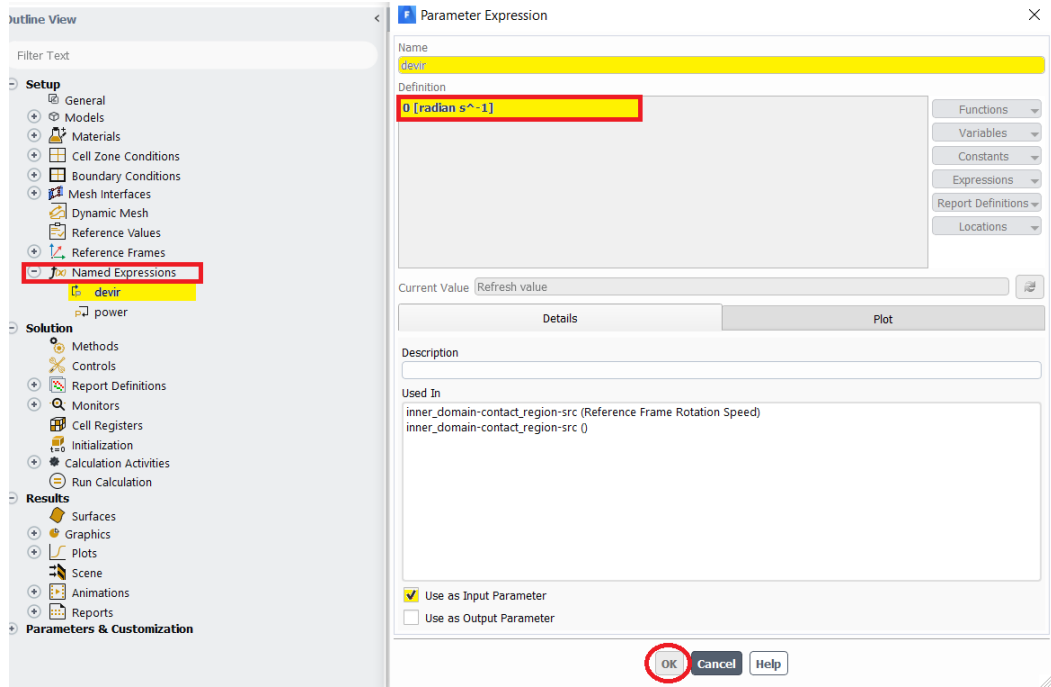 Outline View
<
Parameter Expression
Filter Text
Setup
General
Models
Materials
Cell Zone Conditions
Boundary Conditions
Mesh Interfaces
Dynamic Mesh
Reference Values
Reference Frames
f(x) Named Expressions
devir
power
Solution
Methods
Controls
Report Definitions
Monitors
Cell Registers
t=0 Initialization
Calculation Activities
Run Calculation
Results
Surfaces
Graphics
Plots
Scene
Animations
Reports
Parameters & Customization
Name
devir
Definition
0 [radian s^-1]
Functions
Variables
Constants
Expressions
Report Definitions
Locations
Current Value Refresh value
Details Plot
Description
Used In
inner_domain-contact_region-src (Reference Frame Rotation Speed)
inner_domain-contact_region-src ()
Use as Input Parameter
Use as Output Parameter
OK Cancel Help